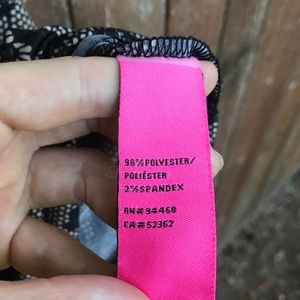 98%POLYESTER/
POLIÉSTER
2%SPANDEX
RN#94468
CA#52362